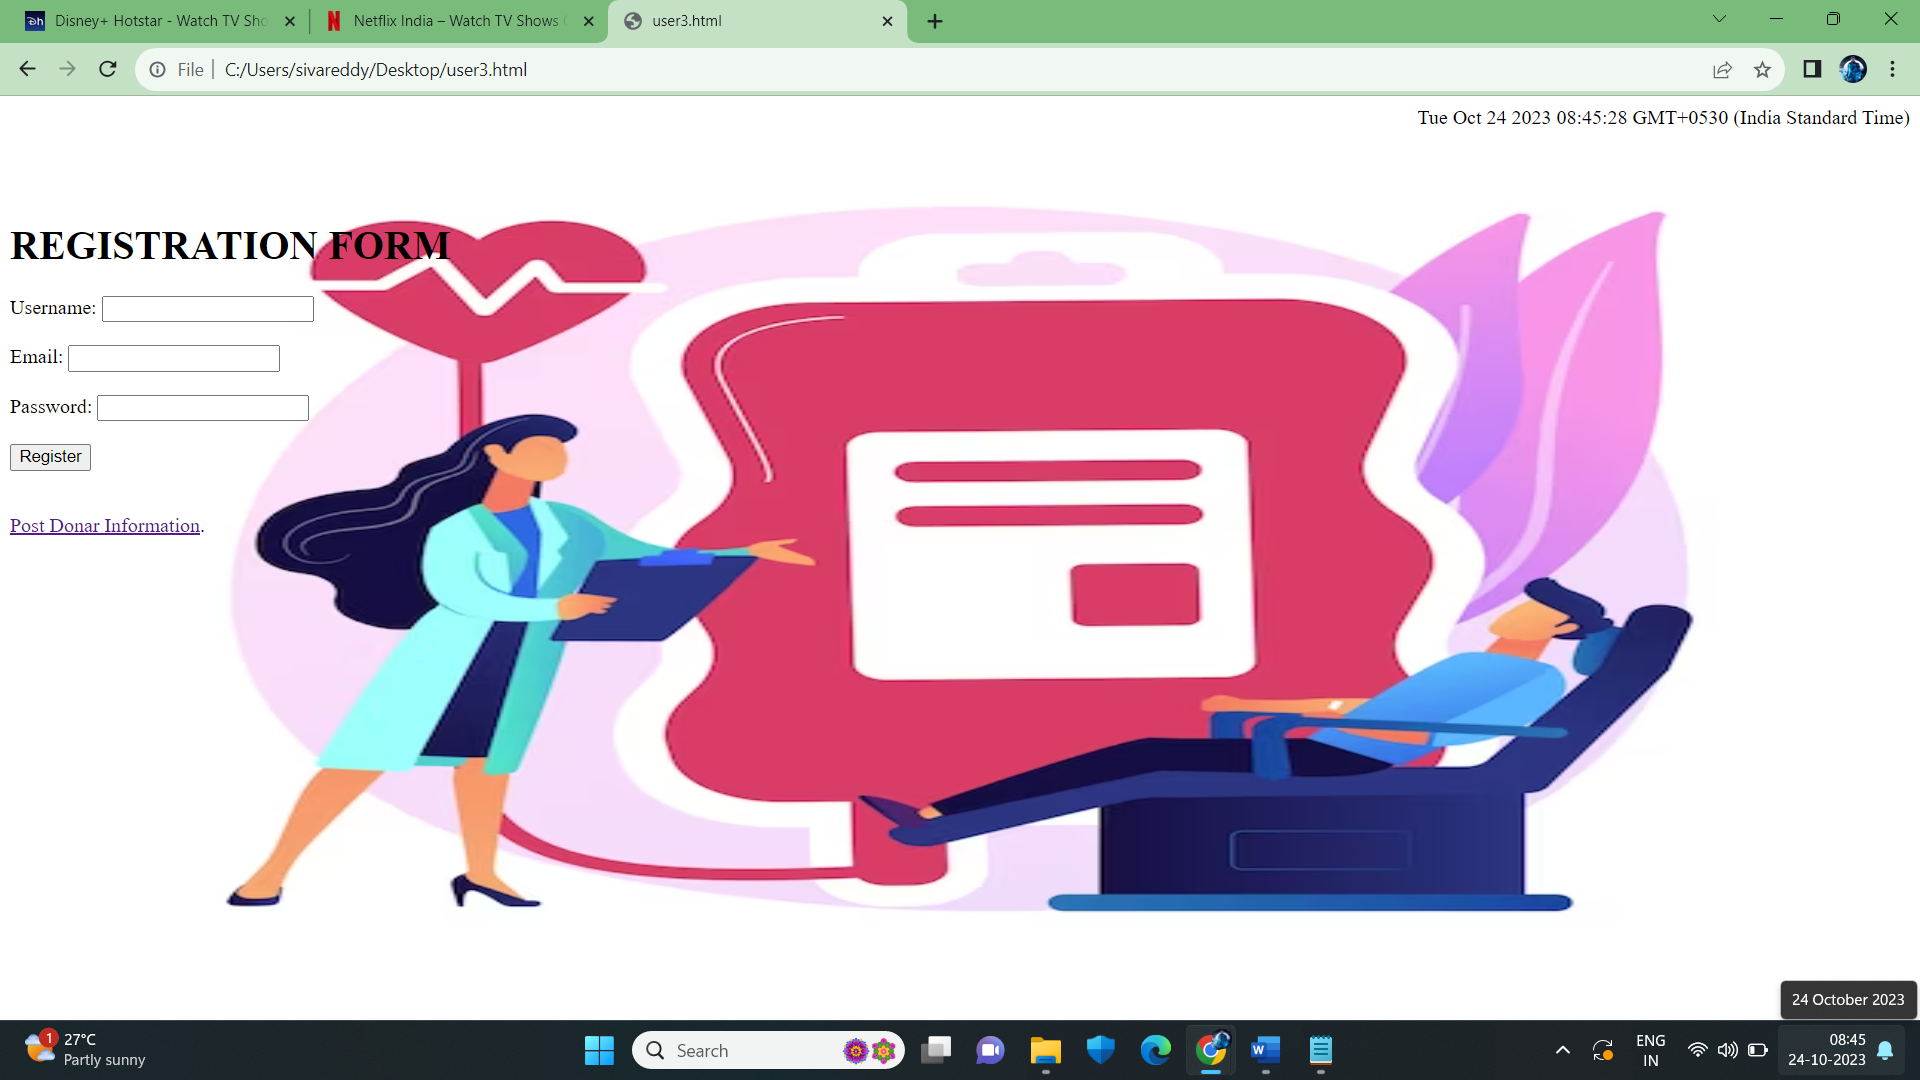 Disney+ Hotstar - Watch TV Sho
Netflix India – Watch TV Shows
user3.html
File
C:/Users/sivareddy/Desktop/user3.html
Tue Oct 24 2023 08:45:28 GMT+0530 (India Standard Time)
REGISTRATION FORM
Username:
Email:
Password:
Register
Post Donar Information.
24 October 2023
1
27°C
Partly sunny
Search
ENG
IN
08:45
24-10-2023